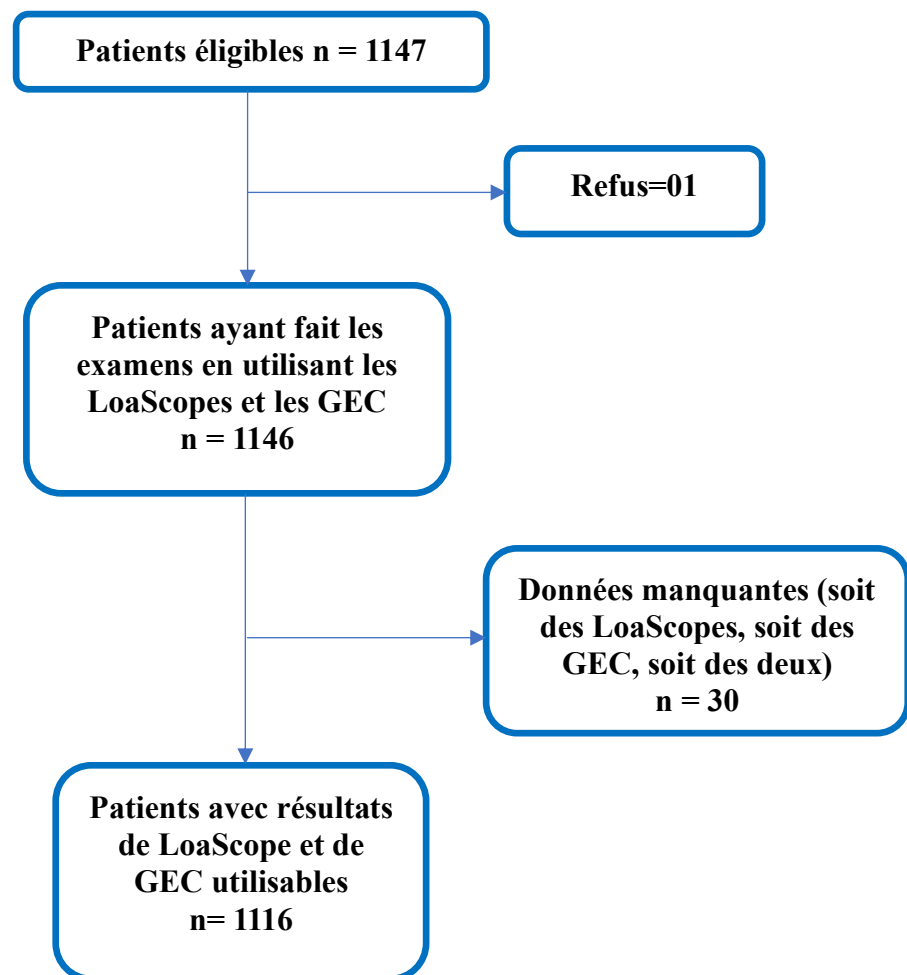 Patients éligibles n = 1147
Refus=01
Patients ayant fait les
examens en utilisant les
LoaScopes et les GEC
n = 1146
Données manquantes (soit
des LoaScopes, soit des
GEC, soit des deux)
n = 30
Patients avec résultats
de LoaScope et de
GEC utilisables
n= 1116